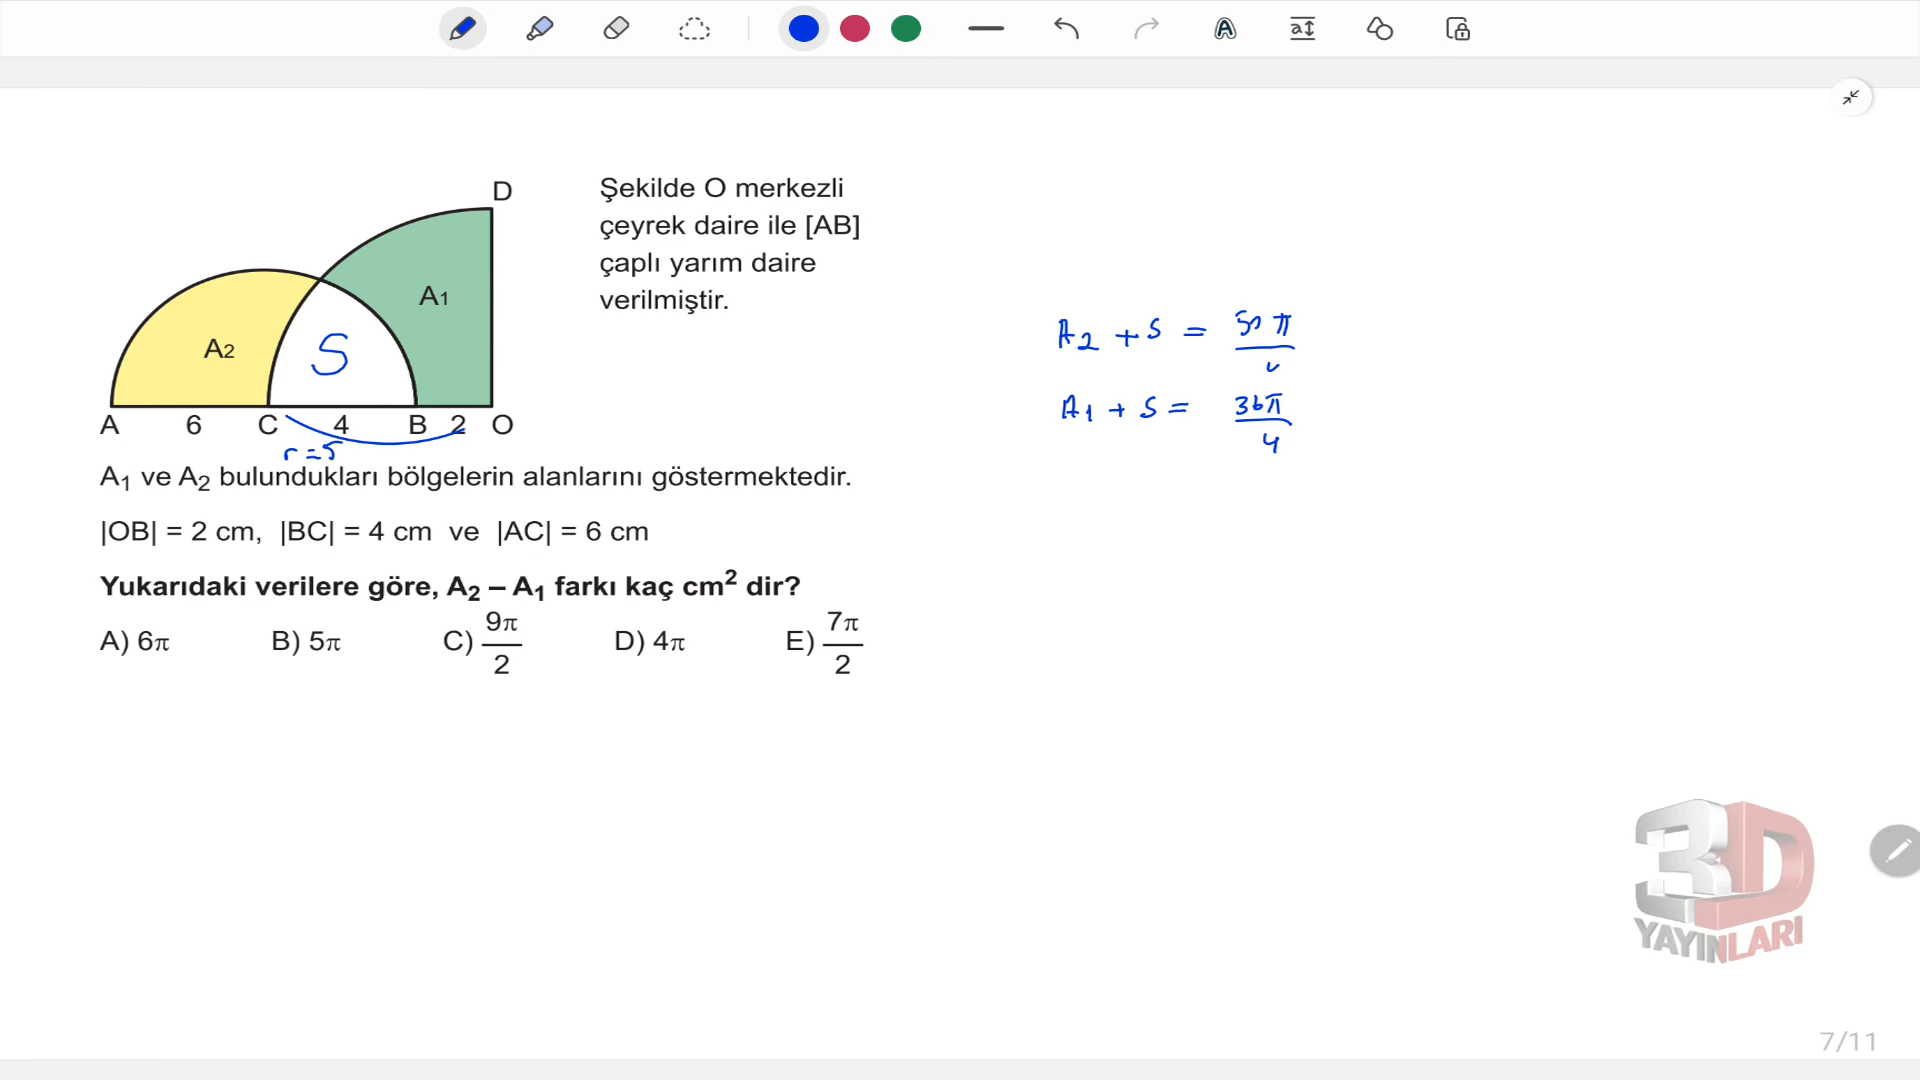 D
Şekilde O merkezli
çeyrek daire ile [AB]
çaplı yarım daire
verilmiştir.
A1
A2
S
A 6 C 4 B 2 O
r = 5
A2 + S = 50π / 4
A1 + S = 36π / 4
A1 ve A2 bulundukları bölgelerin alanlarını göstermektedir.
|OB| = 2 cm, |BC| = 4 cm ve |AC| = 6 cm
Yukarıdaki verilere göre, A2 – A1 farkı kaç cm² dir?
A) 6π B) 5π C) 9π/2 D) 4π E) 7π/2
3D
YAYINLARI
7/11